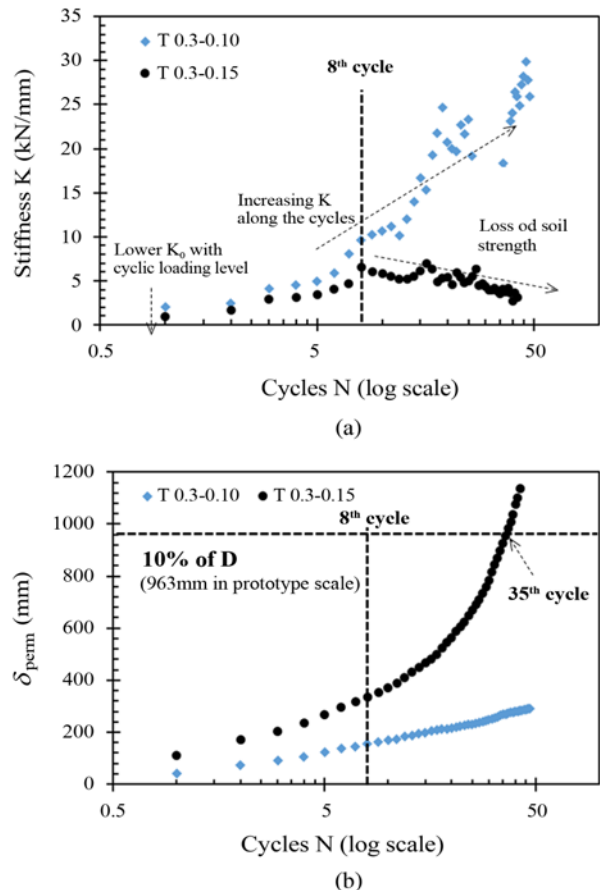 35
30
25
20
15
10
5
0
Stiffness K (kN/mm)
T 0.3-0.10
T 0.3-0.15
8th cycle
Increasing K
along the cycles
Lower K₀ with
cyclic loading level
Loss od soil
strength
0.5 5 50
Cycles N (log scale)
(a)
1200
1000
800
600
400
200
0
δperm (mm)
T 0.3-0.10 T 0.3-0.15
8th cycle
10% of D
(963mm in prototype scale)
35th cycle
0.5 5 50
Cycles N (log scale)
(b)